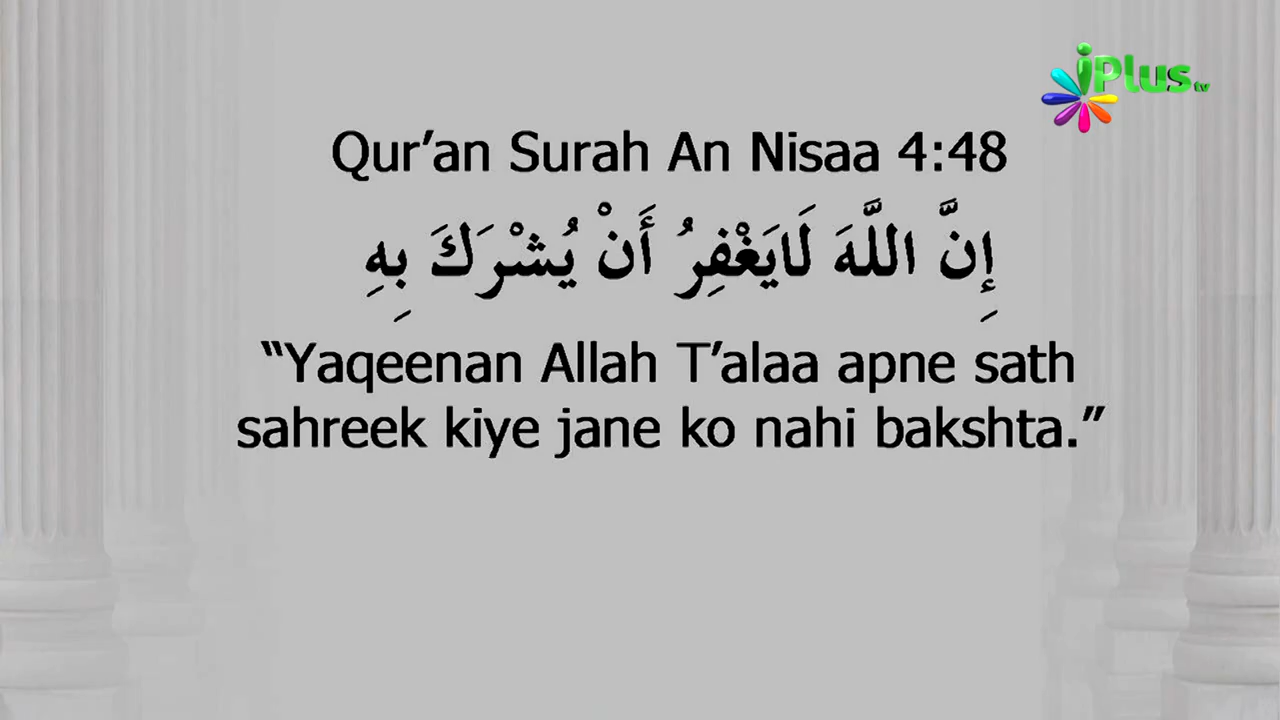 iPlus tv
Qur’an Surah An Nisaa 4:48
إِنَّ اللَّهَ لَايَغْفِرُ أَنْ يُشْرَكَ بِهِ
“Yaqeenan Allah T’alaa apne sath
sahreek kiye jane ko nahi bakshta.”